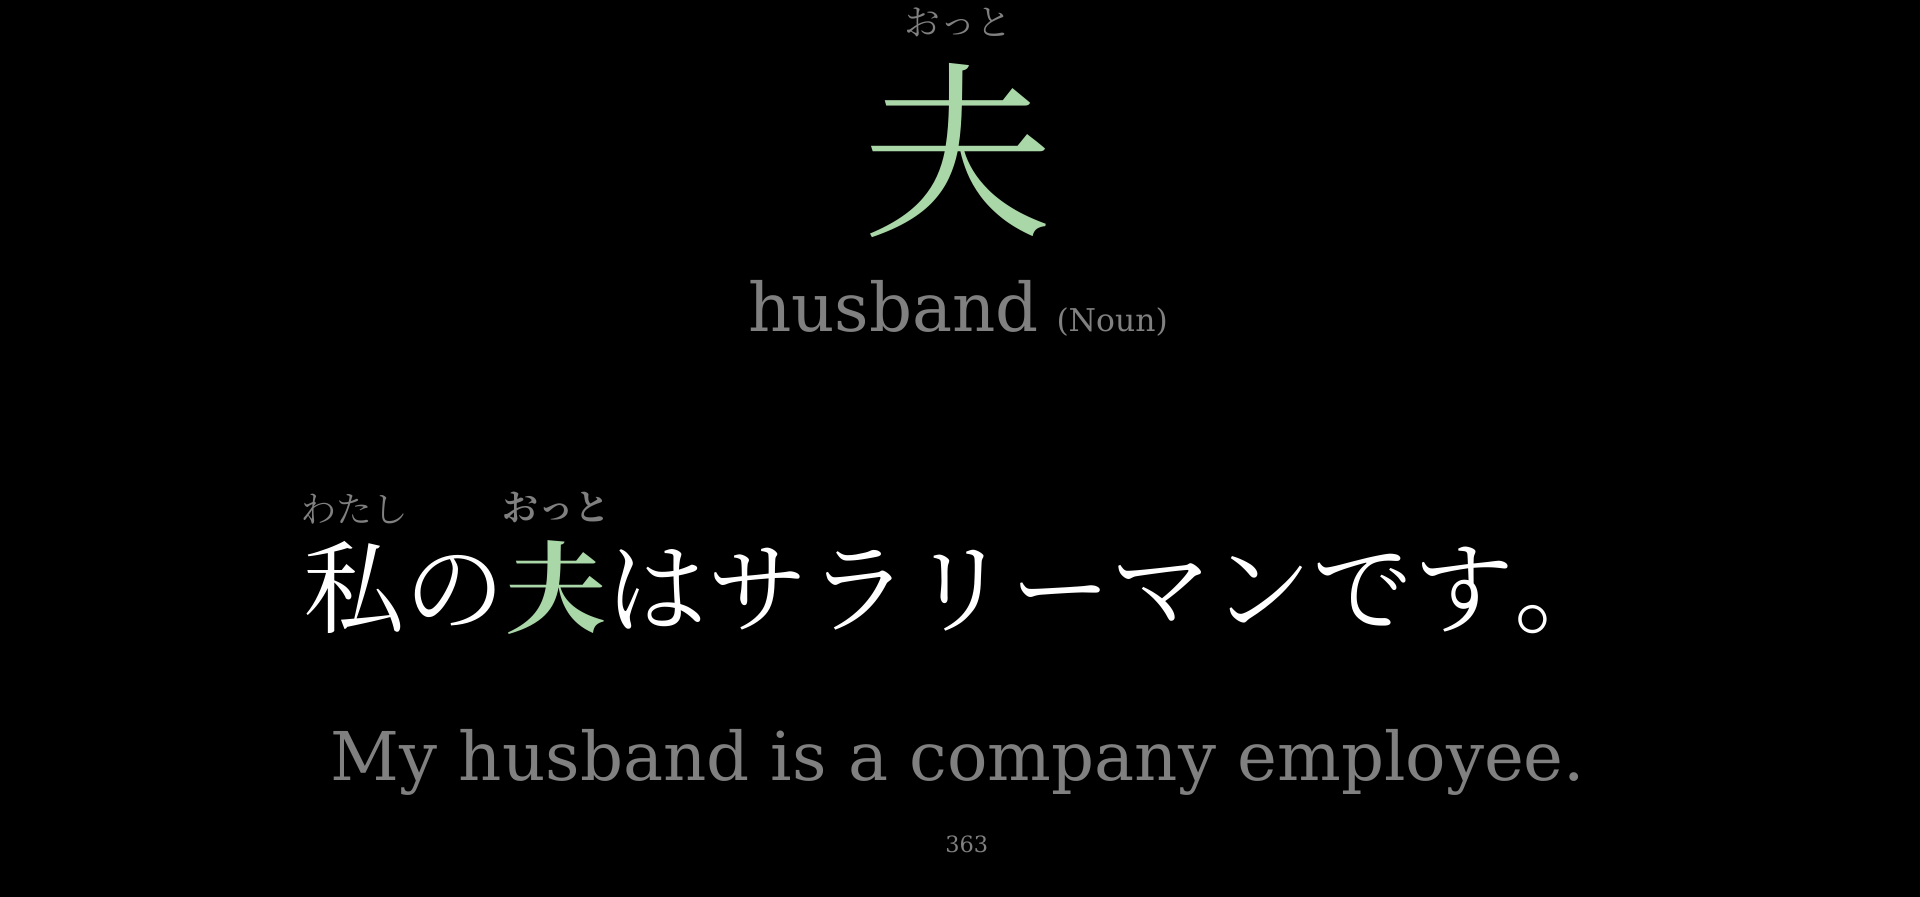 おっと
夫
husband (Noun)
わたし おっと
私の夫はサラリーマンです。
My husband is a company employee.
363